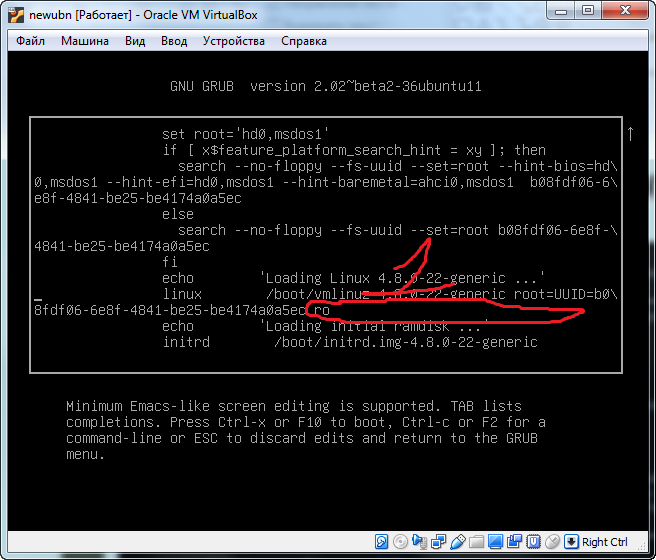 newubn [Работает] - Oracle VM VirtualBox
Файл Машина Вид Ввод Устройства Справка
GNU GRUB version 2.02~beta2-36ubuntu11
set root='hd0,msdos1'
if [ x$feature_platform_search_hint = xy ]; then
search --no-floppy --fs-uuid --set=root --hint-bios=hd\
0,msdos1 --hint-efi=hd0,msdos1 --hint-baremetal=ahci0,msdos1 b08fdf06-6\
e8f-4841-be25-be4174a0a5ec
else
search --no-floppy --fs-uuid --set=root b08fdf06-6e8f-\
4841-be25-be4174a0a5ec
fi
echo 'Loading Linux 4.8.0-22-generic ...'
linux /boot/vmlinuz-4.8.0-22-generic root=UUID=b0\
8fdf06-6e8f-4841-be25-be4174a0a5ec ro
echo 'Loading initial ramdisk ...'
initrd /boot/initrd.img-4.8.0-22-generic
Minimum Emacs-like screen editing is supported. TAB lists
completions. Press Ctrl-x or F10 to boot, Ctrl-c or F2 for a
command-line or ESC to discard edits and return to the GRUB
menu.
Right Ctrl